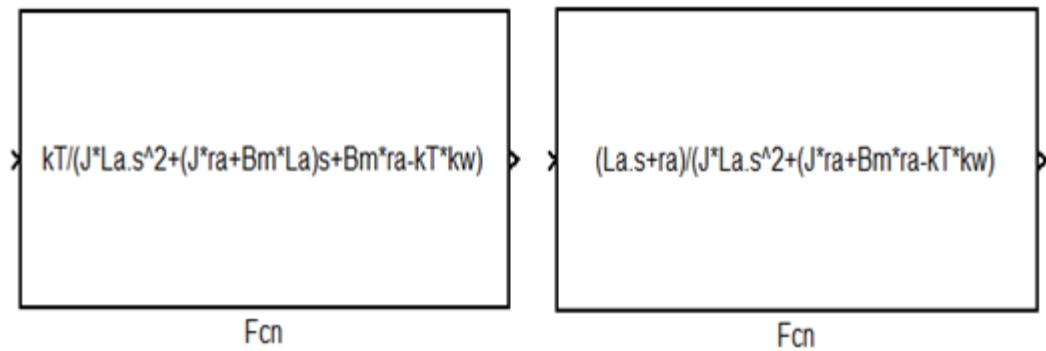 kT/(J*La.s^2+(J*ra+Bm*La)s+Bm*ra-kT*kw)
(La.s+ra)/(J*La.s^2+(J*ra+Bm*ra-kT*kw)
Fcn
Fcn